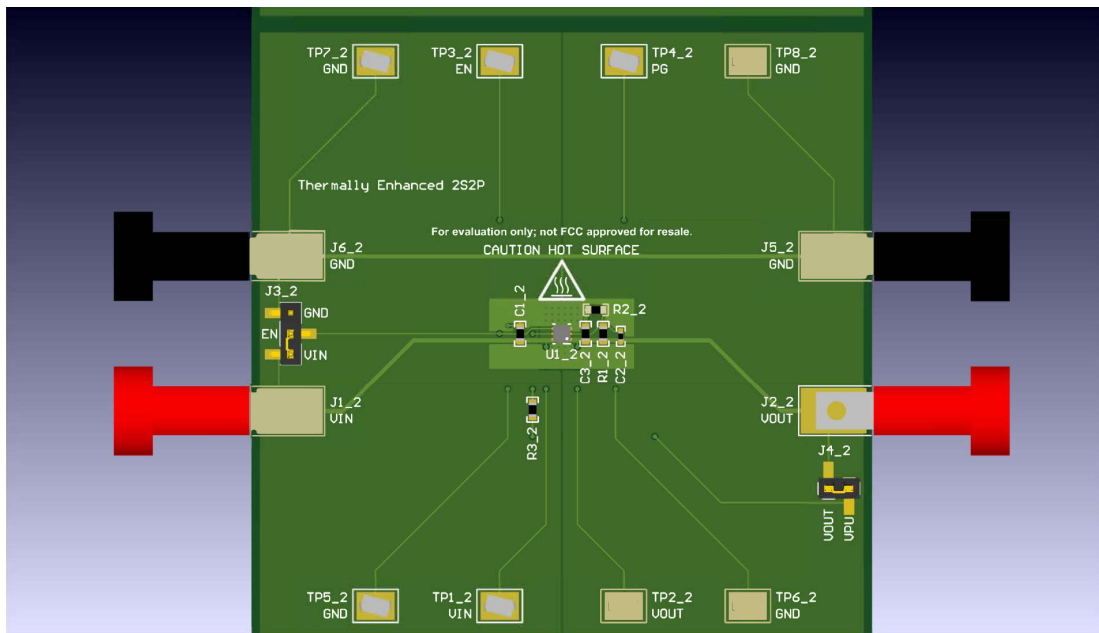 TP7_2
GND
TP3_2
EN
TP4_2
PG
TP8_2
GND
Thermally Enhanced 2S2P
For evaluation only; not FCC approved for resale.
CAUTION HOT SURFACE
J6_2
GND
J5_2
GND
J3_2
GND
EN
VIN
C1_2
R2_2
U1_2
C3_2
R1_2
C2_2
J1_2
VIN
J2_2
VOUT
R3_2
J4_2
VOUT
VPU
TP5_2
GND
TP1_2
VIN
TP2_2
VOUT
TP6_2
GND